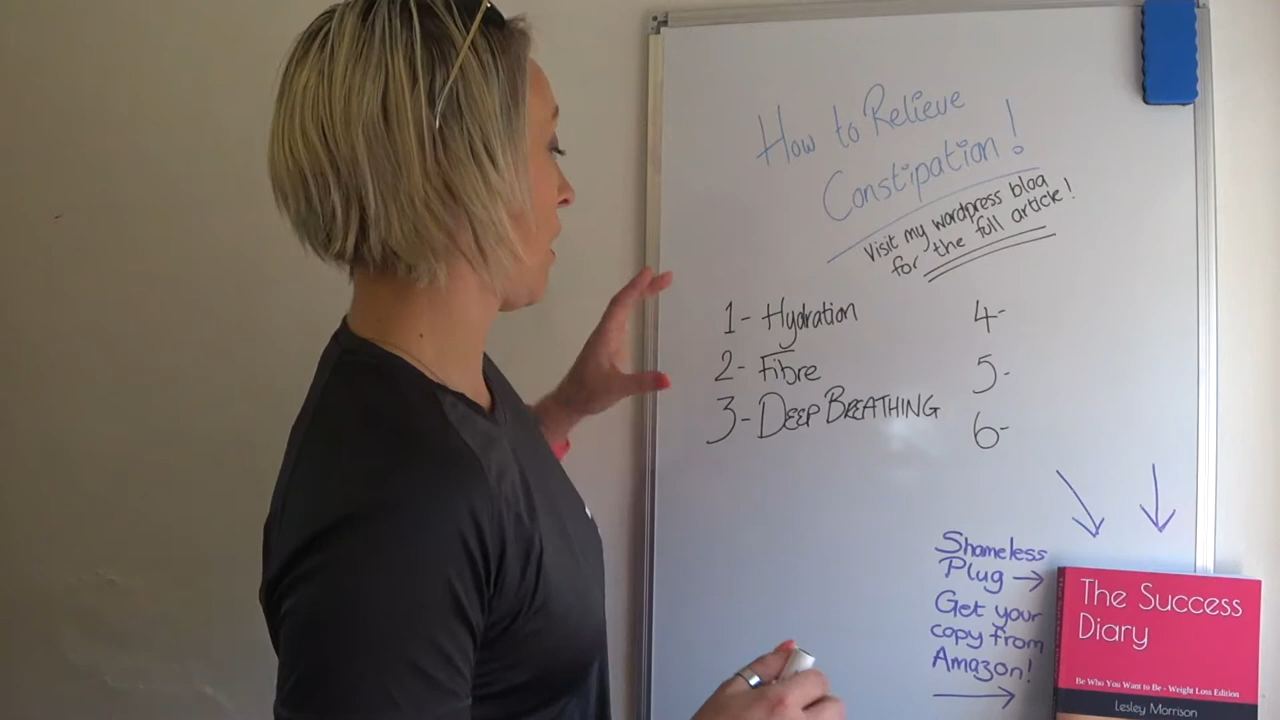 How to Relieve
Constipation!
Visit my wordpress blog
for the full article!
1- Hydration
2- Fibre
3- DEEP BREATHING
4-
5-
6-
Shameless
Plug →
Get your
copy from
Amazon!
The Success
Diary
Be Who You Want to Be - Weight Loss Edition
Lesley Morrison